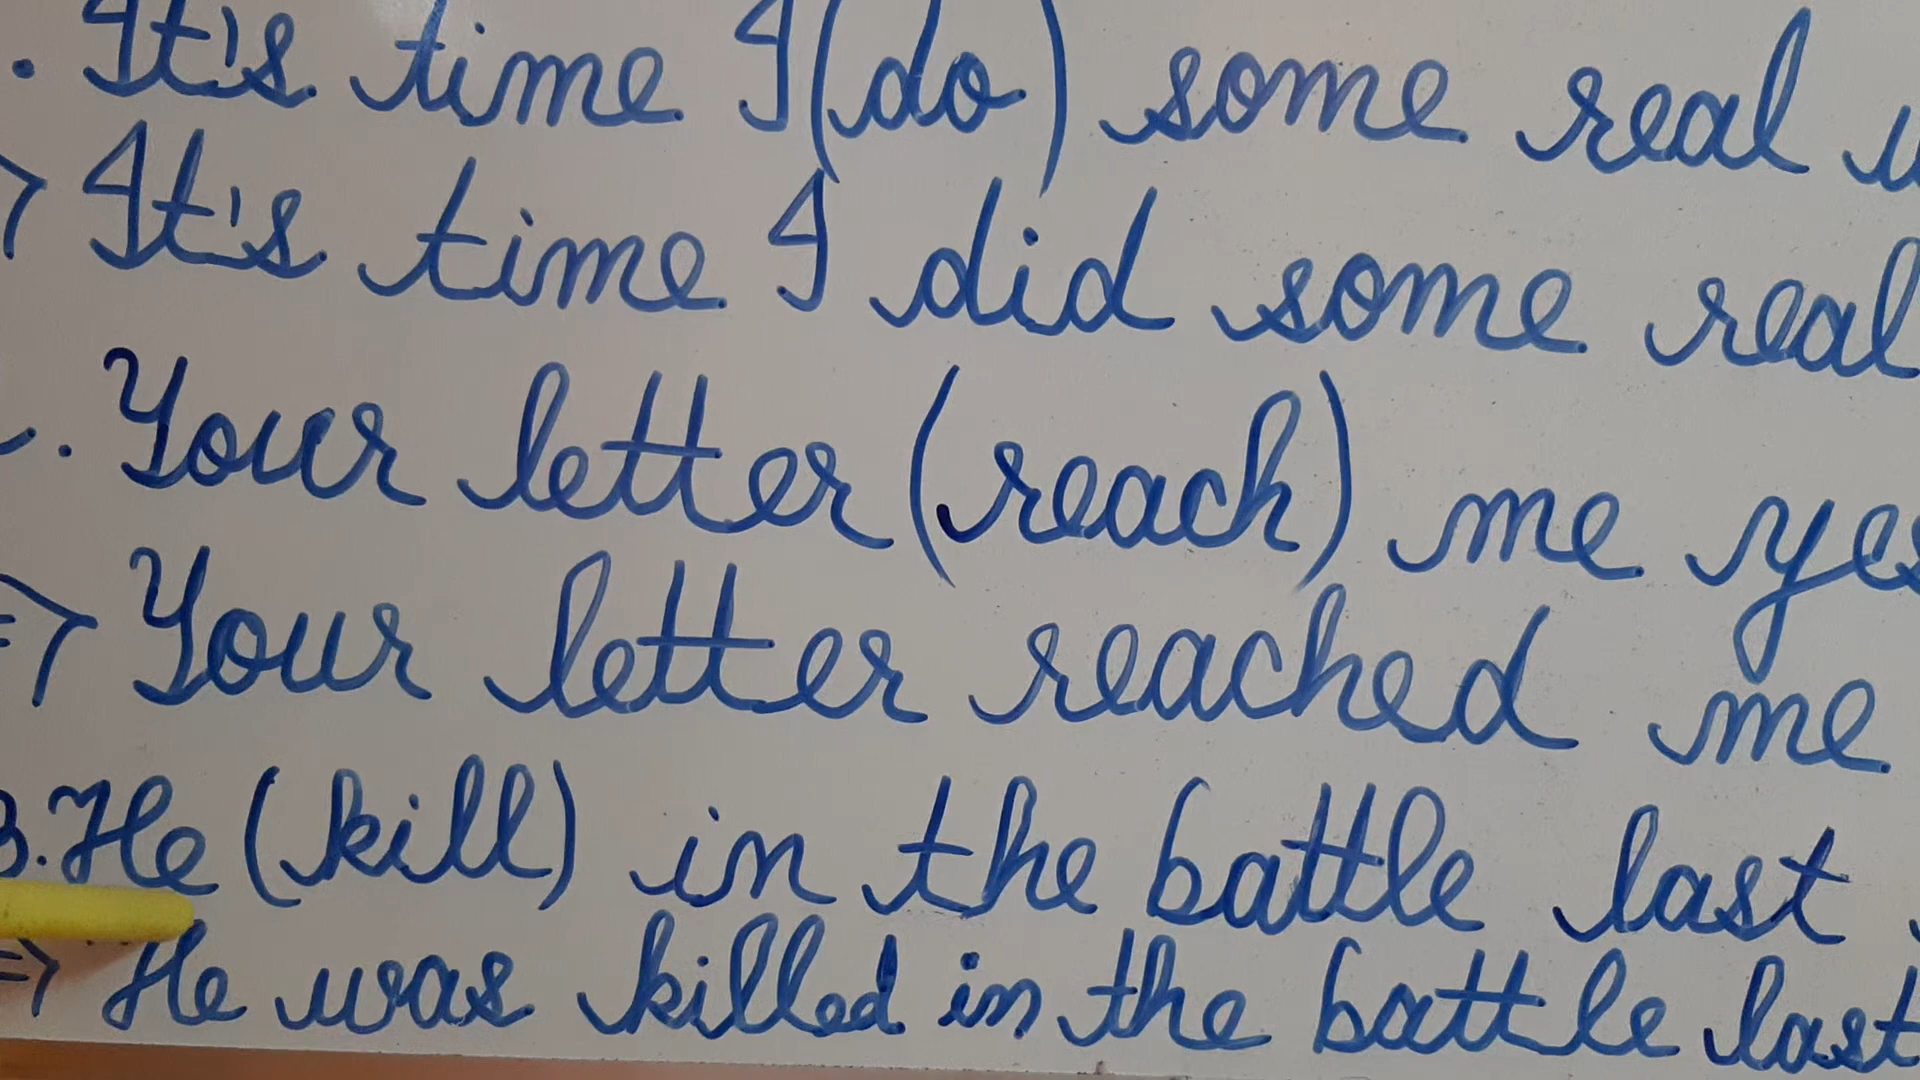 . It's time I (do) some real
It's time I did some real
. Your letter (reach) me
=> Your letter reached me
3. He (kill) in the battle last
=> He was killed in the battle last